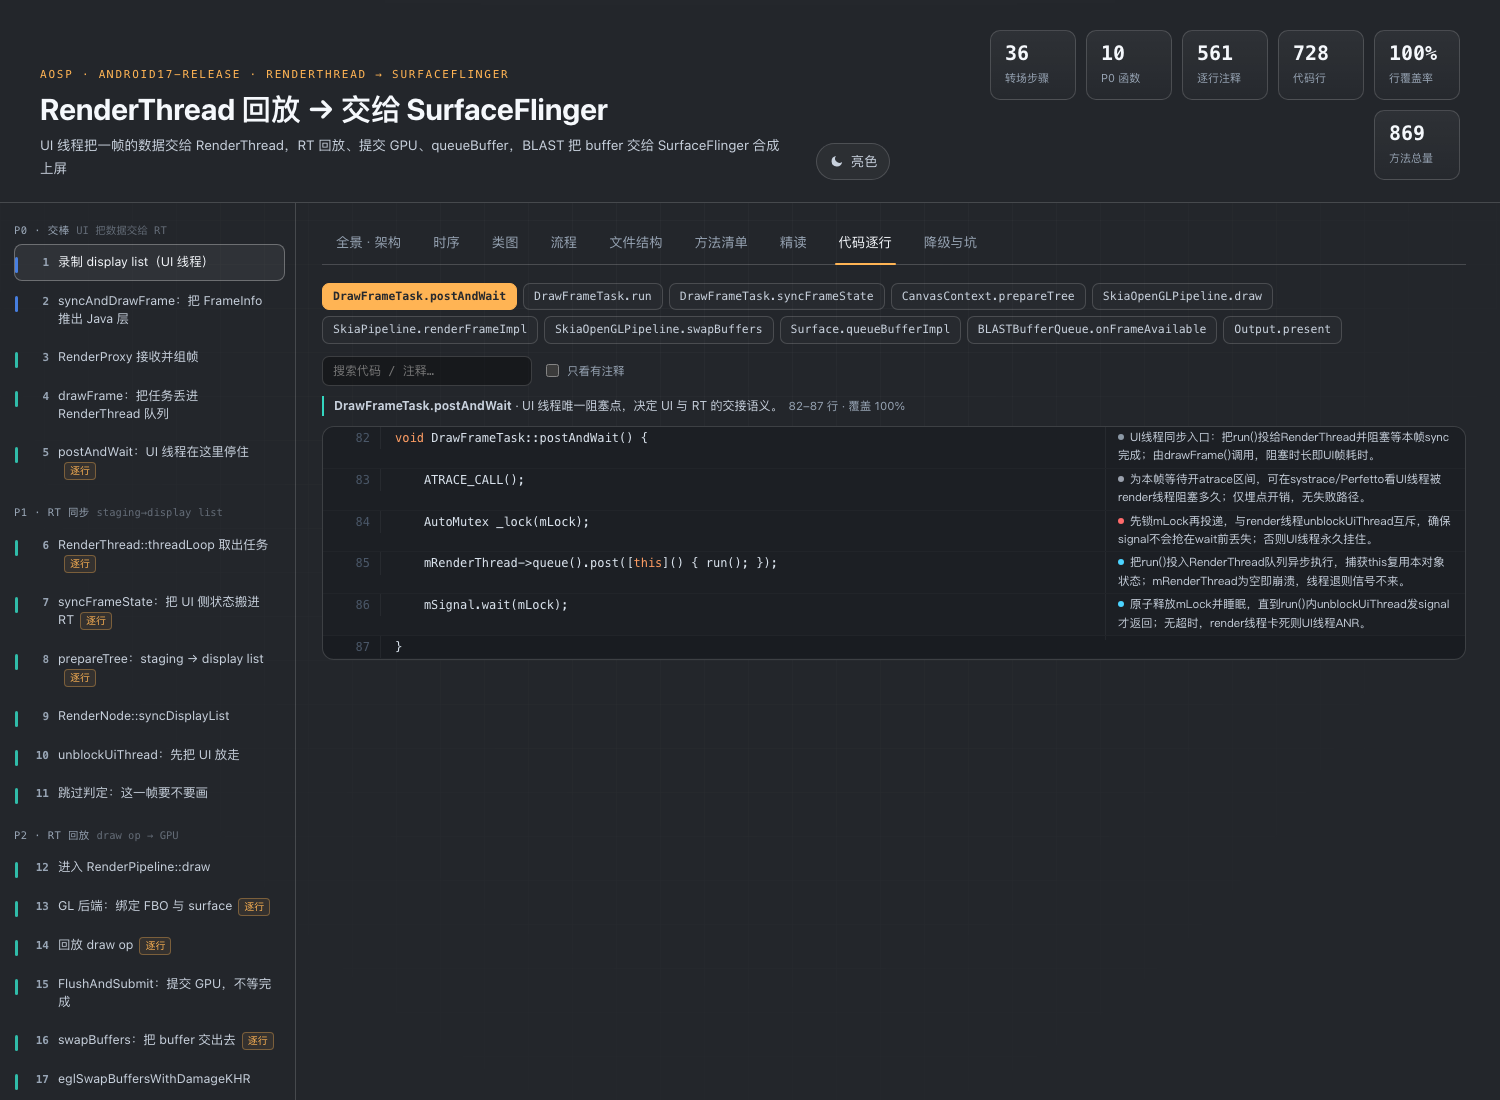 AOSP · ANDROID17-RELEASE · RENDERTHREAD → SURFACEFLINGER
RenderThread 回放 → 交给 SurfaceFlinger
UI 线程把一帧的数据交给 RenderThread，RT 回放、提交 GPU、queueBuffer，BLAST 把 buffer 交给 SurfaceFlinger 合成
上屏
亮色
36
转场步骤
10
P0 函数
561
逐行注释
728
代码行
100%
行覆盖率
869
方法总量
P0 · 交棒 UI 把数据交给 RT
1 录制 display list（UI 线程）
2 syncAndDrawFrame：把 FrameInfo
推出 Java 层
3 RenderProxy 接收并组帧
4 drawFrame：把任务丢进
RenderThread 队列
5 postAndWait：UI 线程在这里停住
逐行
P1 · RT 同步 staging→display list
6 RenderThread::threadLoop 取出任务
逐行
7 syncFrameState：把 UI 侧状态搬进
RT 逐行
8 prepareTree：staging → display list
逐行
9 RenderNode::syncDisplayList
10 unblockUiThread：先把 UI 放走
11 跳过判定：这一帧要不要画
P2 · RT 回放 draw op → GPU
12 进入 RenderPipeline::draw
13 GL 后端：绑定 FBO 与 surface 逐行
14 回放 draw op 逐行
15 FlushAndSubmit：提交 GPU，不等完
成
16 swapBuffers：把 buffer 交出去 逐行
17 eglSwapBuffersWithDamageKHR
全景 · 架构 时序 类图 流程 文件结构 方法清单 精读 代码逐行 降级与坑
DrawFrameTask.postAndWait DrawFrameTask.run DrawFrameTask.syncFrameState CanvasContext.prepareTree SkiaOpenGLPipeline.draw
SkiaPipeline.renderFrameImpl SkiaOpenGLPipeline.swapBuffers Surface.queueBufferImpl BLASTBufferQueue.onFrameAvailable Output.present
搜索代码 / 注释… 只看有注释
DrawFrameTask.postAndWait · UI 线程唯一阻塞点，决定 UI 与 RT 的交接语义。 82–87 行 · 覆盖 100%
82 void DrawFrameTask::postAndWait() {
UI线程同步入口：把run()投给RenderThread并阻塞等本帧sync
完成；由drawFrame()调用，阻塞时长即UI帧耗时。
83 ATRACE_CALL();
为本帧等待开atrace区间，可在systrace/Perfetto看UI线程被
render线程阻塞多久；仅埋点开销，无失败路径。
84 AutoMutex _lock(mLock);
先锁mLock再投递，与render线程unblockUiThread互斥，确保
signal不会抢在wait前丢失；否则UI线程永久挂住。
85 mRenderThread->queue().post([this]() { run(); });
把run()投入RenderThread队列异步执行，捕获this复用本对象
状态；mRenderThread为空即崩溃，线程退则信号不来。
86 mSignal.wait(mLock);
原子释放mLock并睡眠，直到run()内unblockUiThread发signal
才返回；无超时，render线程卡死则UI线程ANR。
87 }